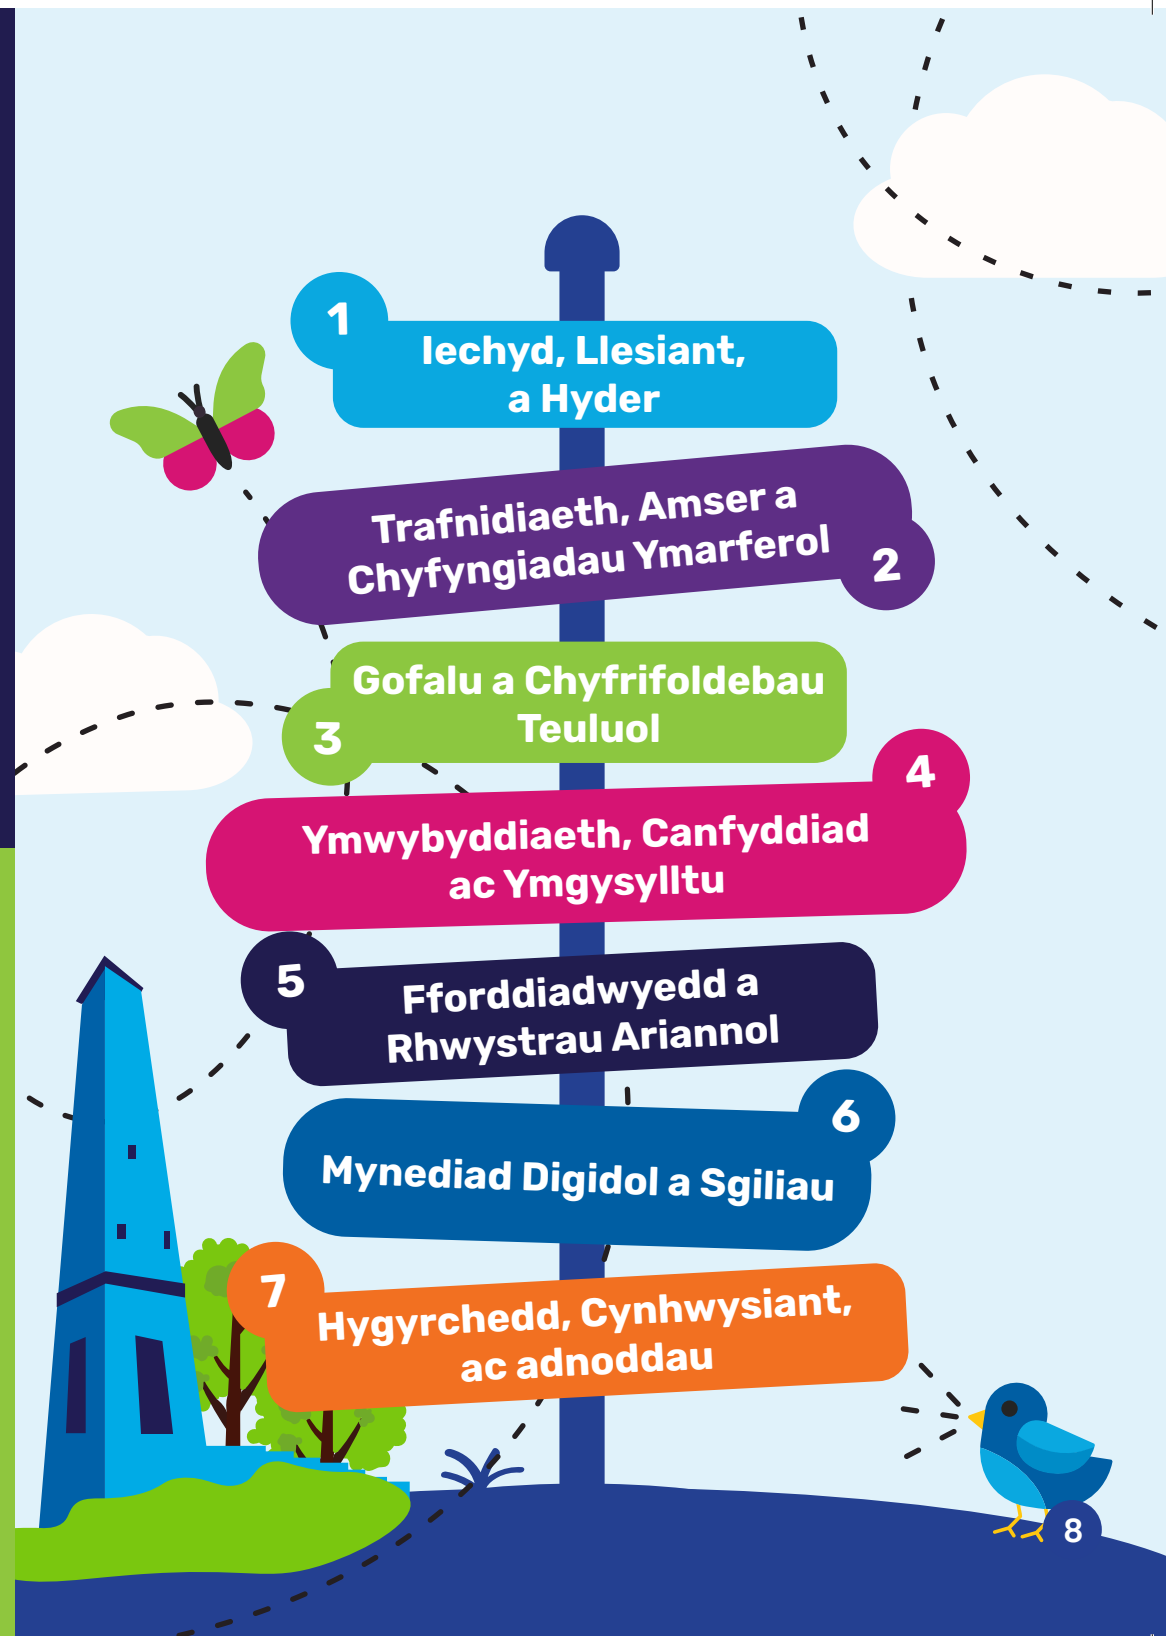 1
Iechyd, Llesiant,
a Hyder
Trafnidiaeth, Amser a
Chyfyngiadau Ymarferol
2
Gofalu a Chyfrifoldebau
Teuluol
3
4
Ymwybyddiaeth, Canfyddiad
ac Ymgysylltu
5
Fforddiadwyedd a
Rhwystrau Ariannol
6
Mynediad Digidol a Sgiliau
7
Hygyrchedd, Cynhwysiant,
ac adnoddau
8